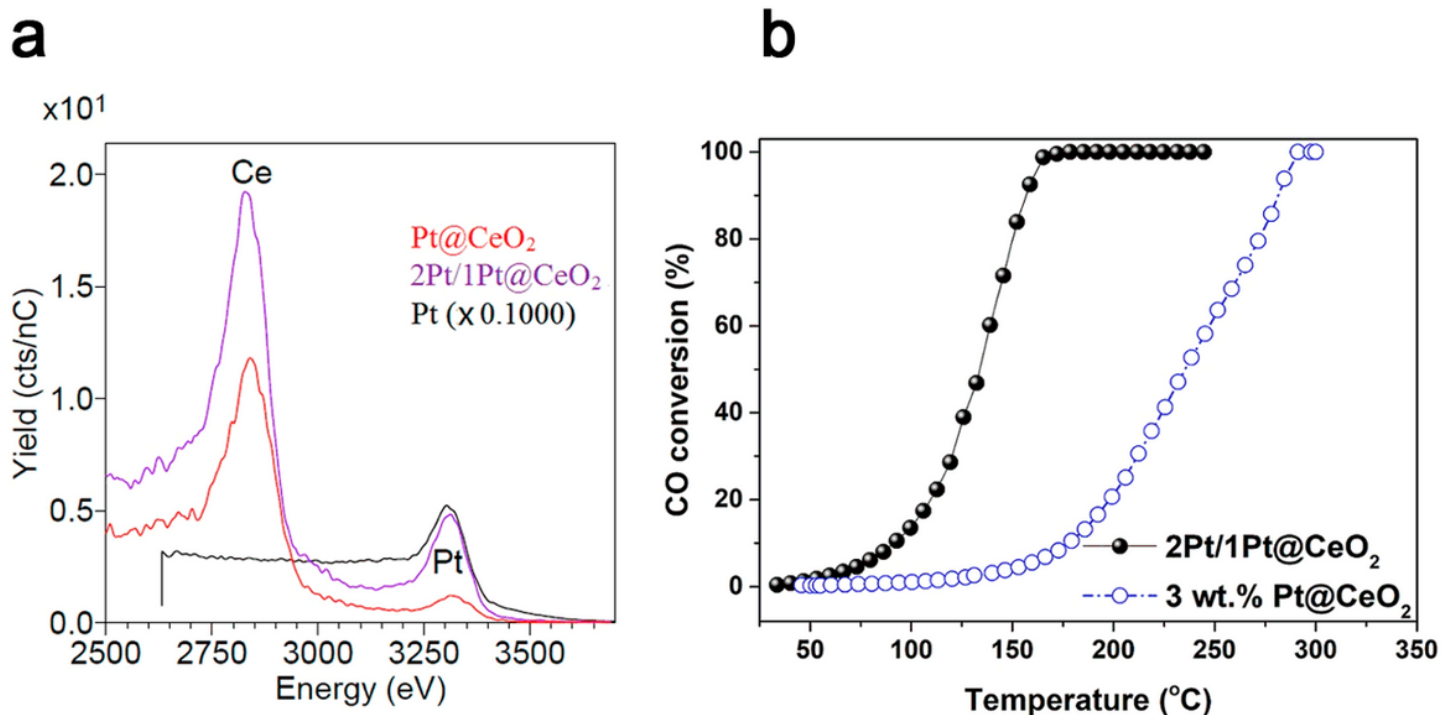 a
x10¹
2.0
1.5
1.0
0.5
0.0
Yield (cts/nC)
Ce
Pt@CeO₂
2Pt/1Pt@CeO₂
Pt (x 0.1000)
Pt
2500 2750 3000 3250 3500
Energy (eV)
b
100
80
60
40
20
0
CO conversion (%)
2Pt/1Pt@CeO₂
3 wt.% Pt@CeO₂
50 100 150 200 250 300 350
Temperature (°C)